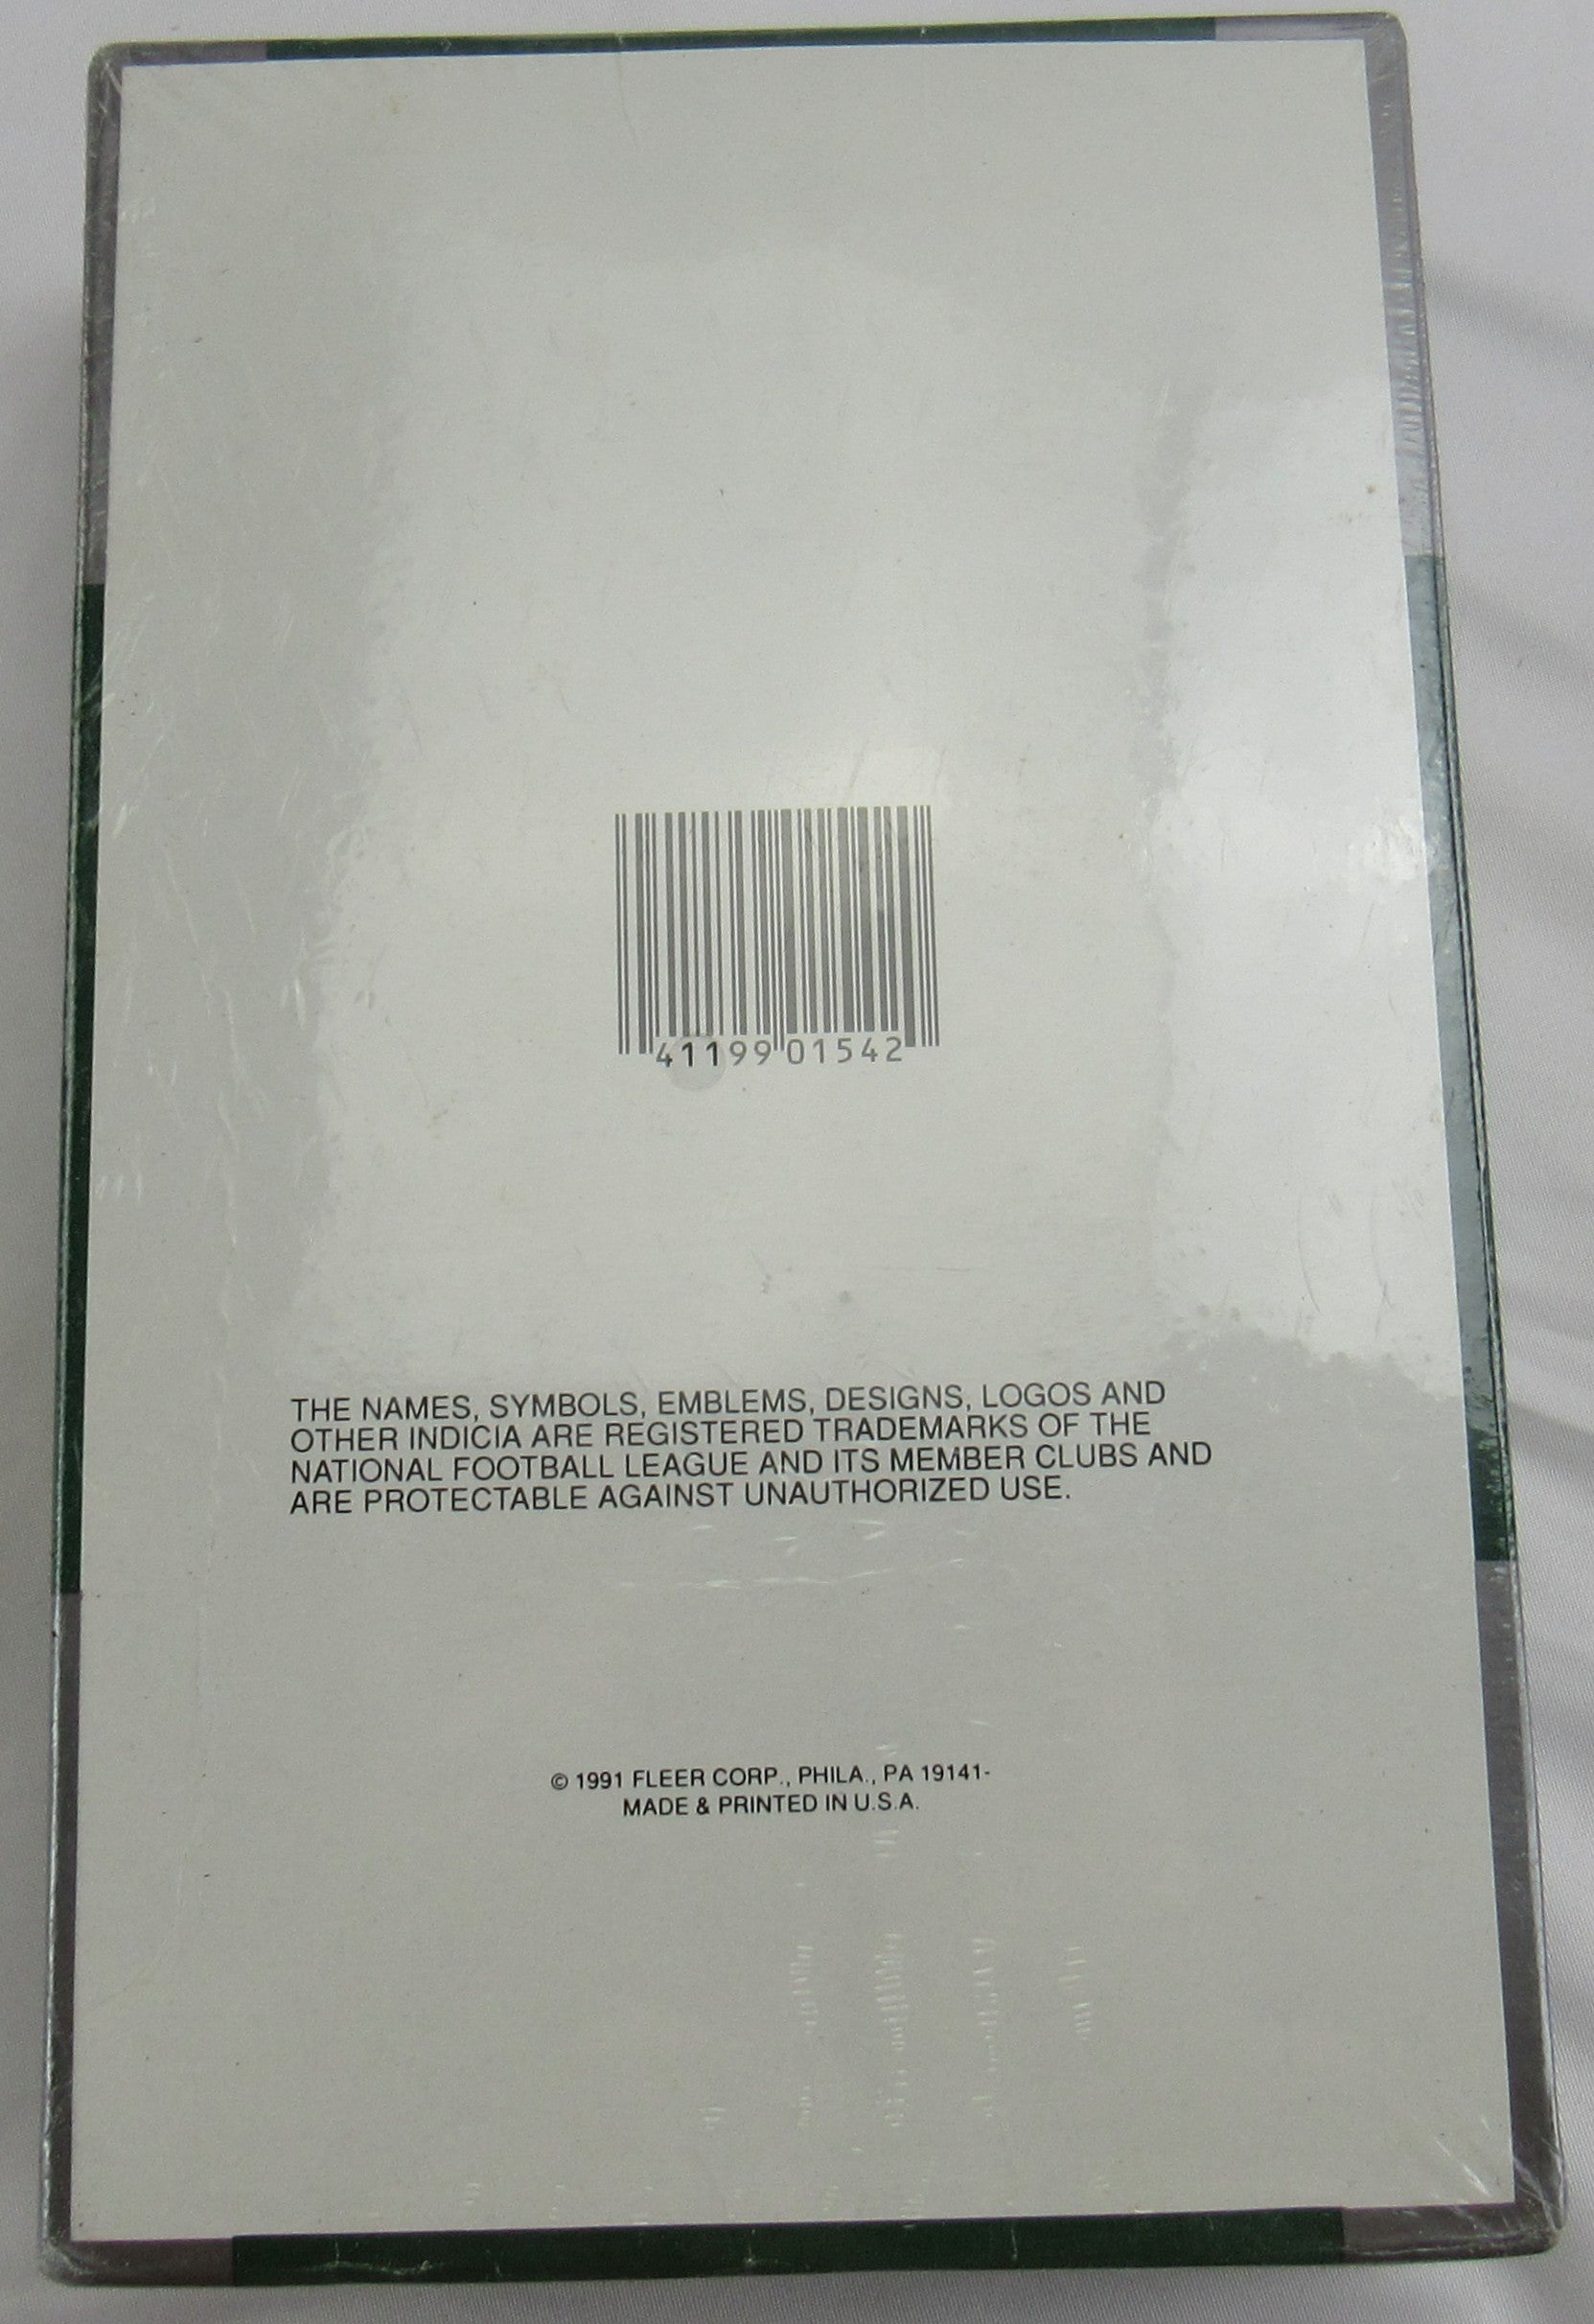 41199 01542
THE NAMES, SYMBOLS, EMBLEMS, DESIGNS, LOGOS AND
OTHER INDICIA ARE REGISTERED TRADEMARKS OF THE
NATIONAL FOOTBALL LEAGUE AND ITS MEMBER CLUBS AND
ARE PROTECTABLE AGAINST UNAUTHORIZED USE.
© 1991 FLEER CORP., PHILA., PA 19141-
MADE & PRINTED IN U.S.A.